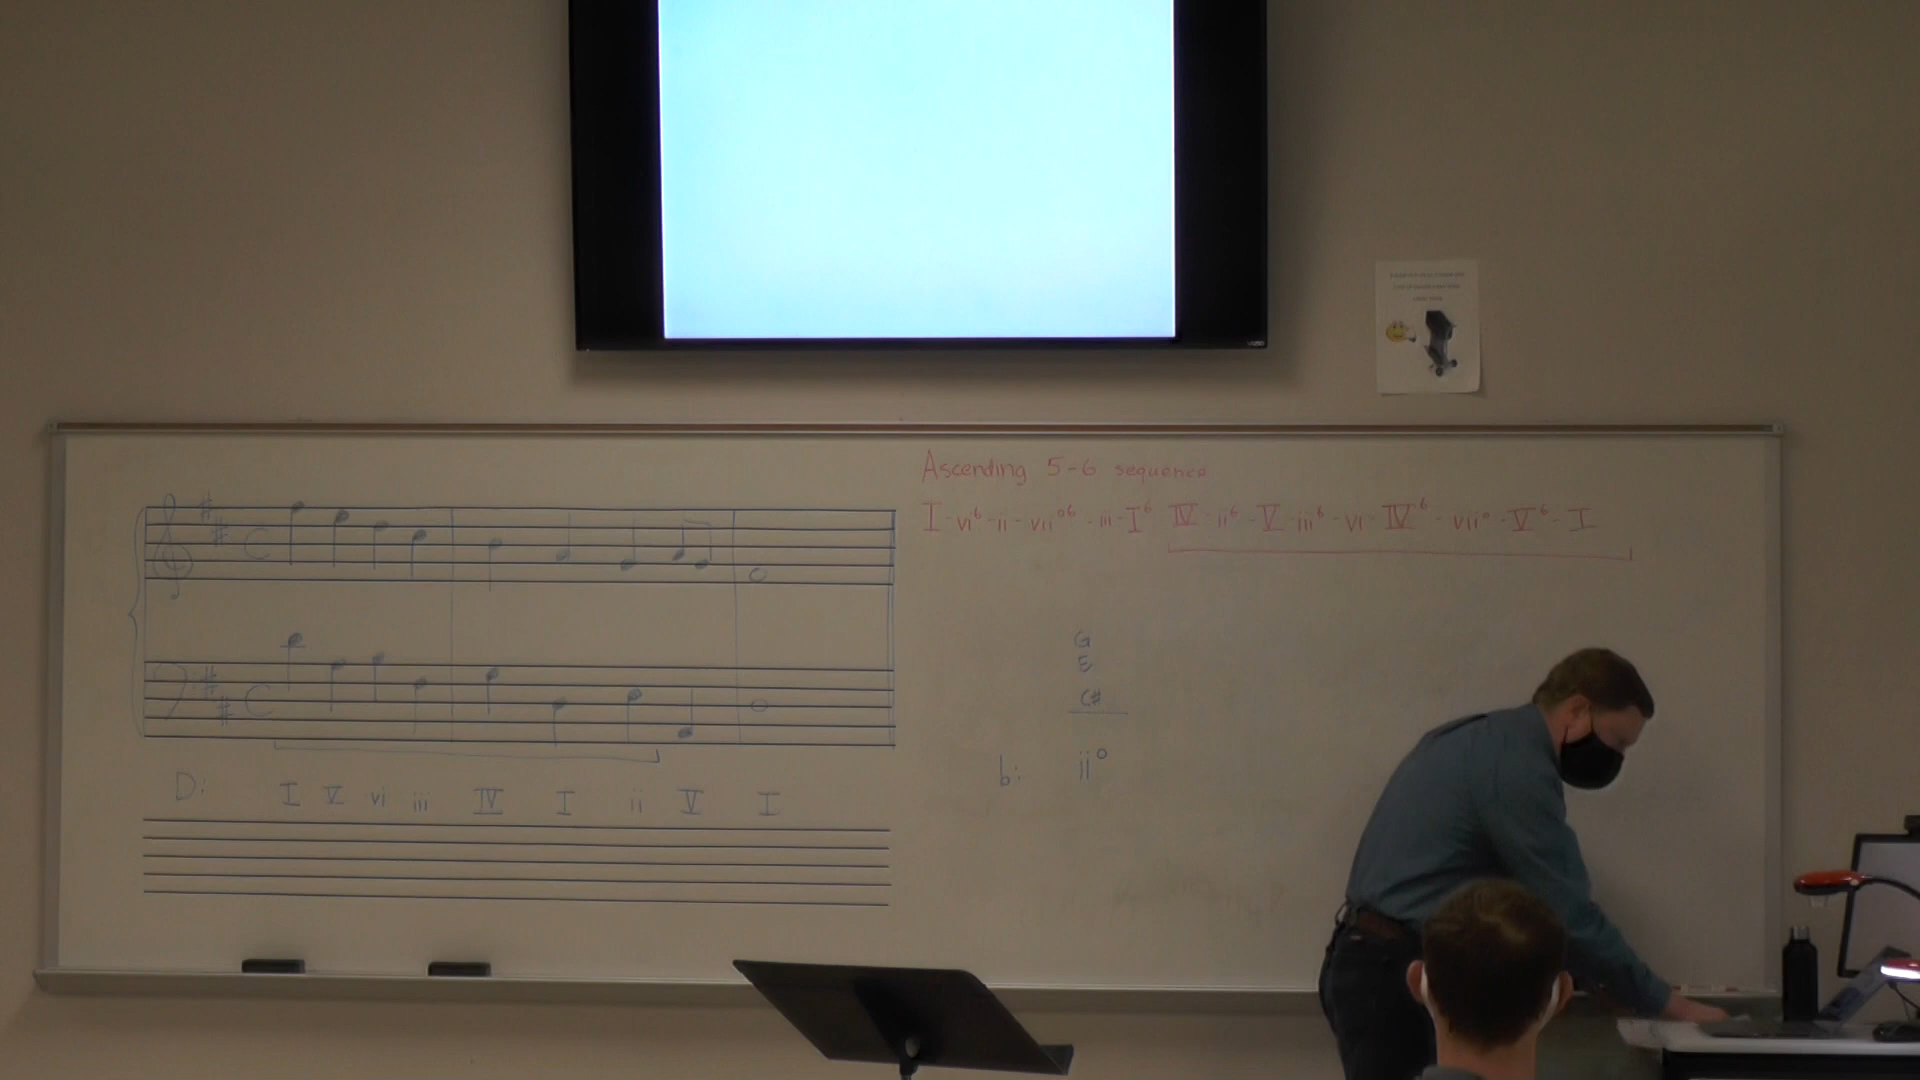 Ascending 5-6 sequence
I - vi⁶ - ii - vii°⁶ - iii - I⁶ IV - ii⁶ - V - iii⁶ - vi - IV⁶ - vii° - V⁶ - I
G
E
C#
b: ii°
D: I V vi iii IV I ii V I
VIZIO